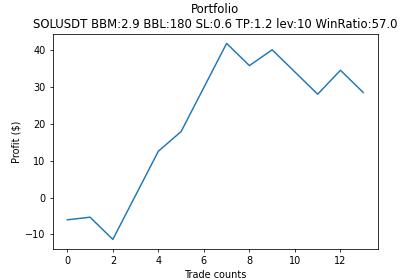 Portfolio
SOLUSDT BBM:2.9 BBL:180 SL:0.6 TP:1.2 lev:10 WinRatio:57.0
40
30
20
10
0
−10
Profit ($)
0 2 4 6 8 10 12
Trade counts